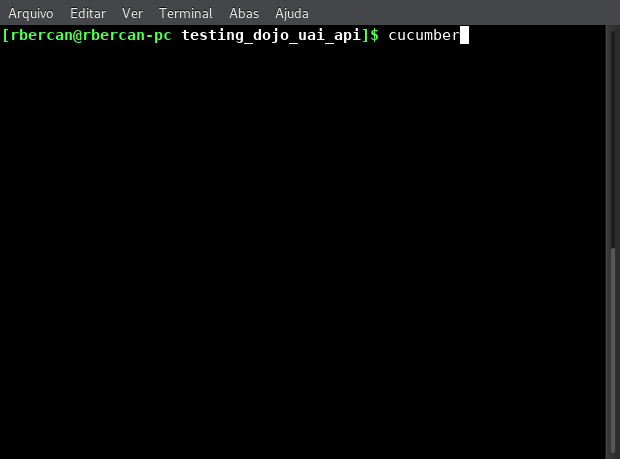 Arquivo Editar Ver Terminal Abas Ajuda
[rbercan@rbercan-pc testing_dojo_uai_api]$ cucumber